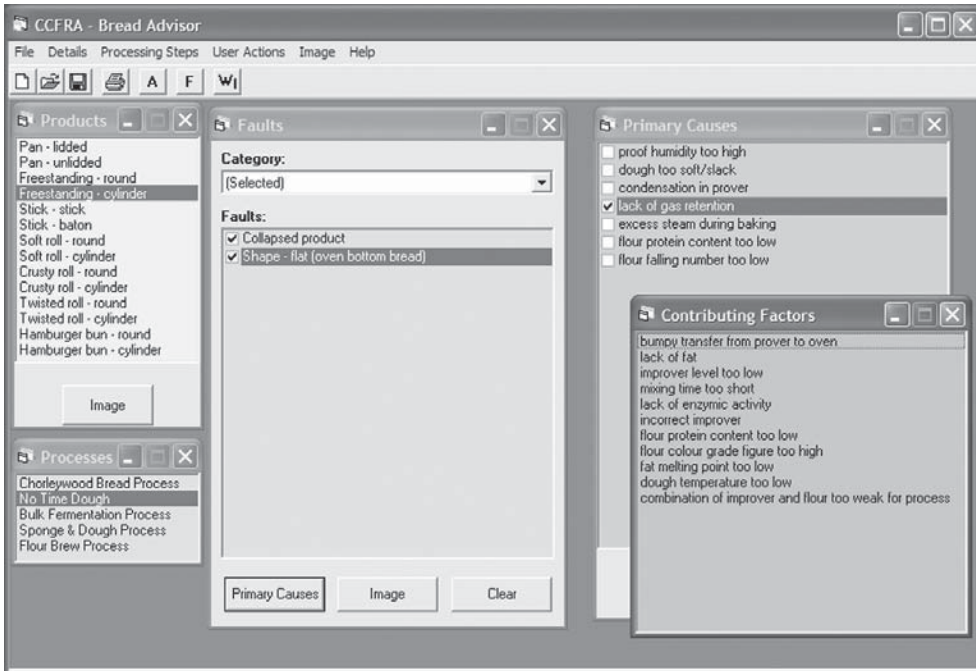 CCFRA - Bread Advisor
File Details Processing Steps User Actions Image Help
A F WI
Products
Pan - lidded
Pan - unlidded
Freestanding - round
Freestanding - cylinder
Stick - stick
Stick - baton
Soft roll - round
Soft roll - cylinder
Crusty roll - round
Crusty roll - cylinder
Twisted roll - round
Twisted roll - cylinder
Hamburger bun - round
Hamburger bun - cylinder
Image
Processes
Chorleywood Bread Process
No Time Dough
Bulk Fermentation Process
Sponge & Dough Process
Flour Brew Process
Faults
Category:
(Selected)
Faults:
Collapsed product
Shape - flat (oven bottom bread)
Primary Causes Image Clear
Primary Causes
proof humidity too high
dough too soft/slack
condensation in prover
lack of gas retention
excess steam during baking
flour protein content too low
flour falling number too low
Contributing Factors
bumpy transfer from prover to oven
lack of fat
improver level too low
mixing time too short
lack of enzymic activity
incorrect improver
flour protein content too low
flour colour grade figure too high
fat melting point too low
dough temperature too low
combination of improver and flour too weak for process